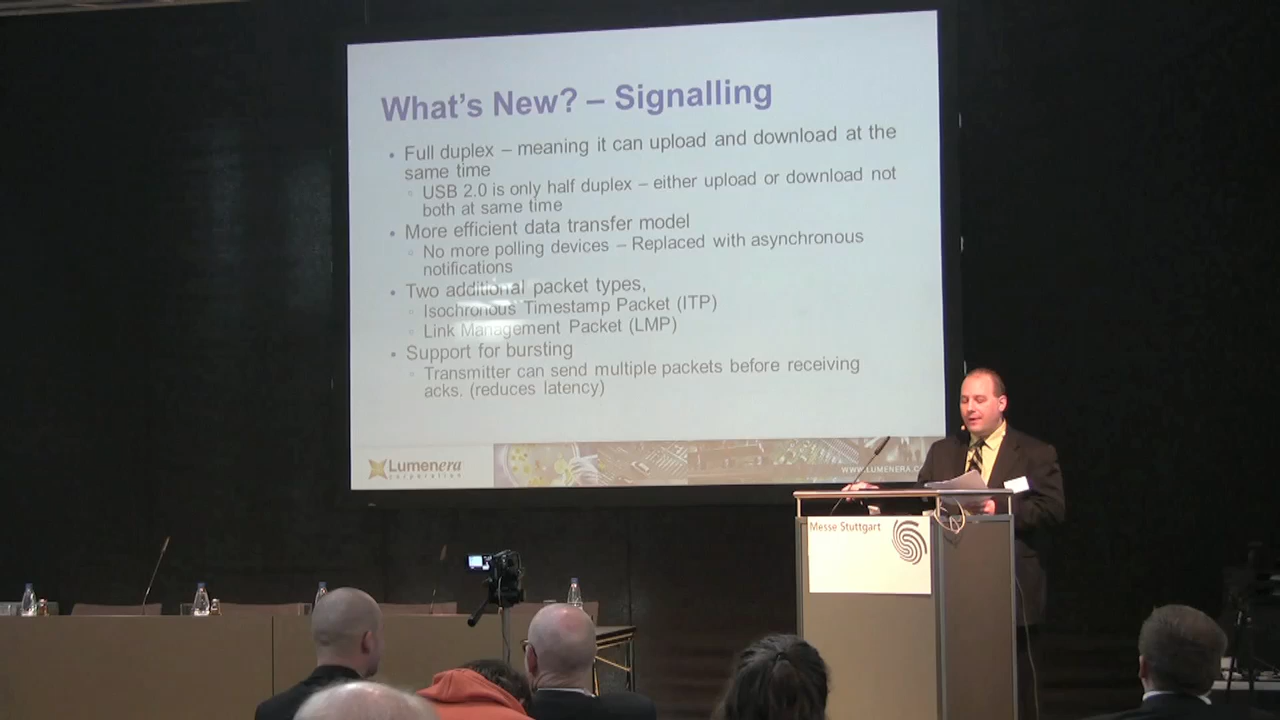 What's New? – Signalling
• Full duplex – meaning it can upload and download at the
same time
▫ USB 2.0 is only half duplex – either upload or download not
both at same time
• More efficient data transfer model
▫ No more polling devices – Replaced with asynchronous
notifications
• Two additional packet types,
▫ Isochronous Timestamp Packet (ITP)
▫ Link Management Packet (LMP)
• Support for bursting
▫ Transmitter can send multiple packets before receiving
acks. (reduces latency)
Lumenera
corporation
WWW.LUMENERA.C
Messe Stuttgart